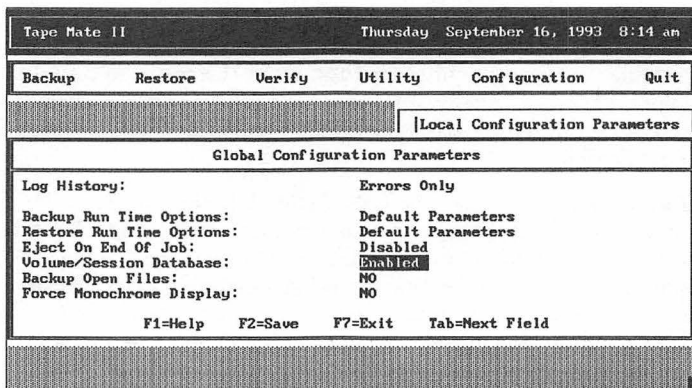 Tape Mate II Thursday September 16, 1993 8:14 am
Backup Restore Verify Utility Configuration Quit
Local Configuration Parameters
Global Configuration Parameters
Log History: Errors Only
Backup Run Time Options: Default Parameters
Restore Run Time Options: Default Parameters
Eject On End Of Job: Disabled
Volume/Session Database: Enabled
Backup Open Files: NO
Force Monochrome Display: NO
F1=Help F2=Save F7=Exit Tab=Next Field